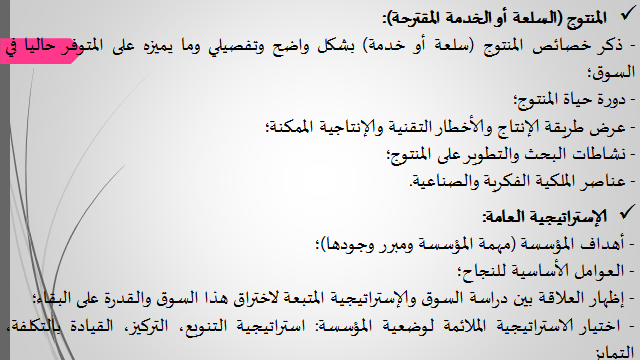 ✓ المنتوج (السلعة أو الخدمة المقترحة):
- ذكر خصائص المنتوج (سلعة أو خدمة) بشكل واضح وتفصيلي وما يميزه على المتوفر حاليا في
السوق؛
- دورة حياة المنتوج؛
- عرض طريقة الإنتاج والأخطار التقنية والإنتاجية الممكنة؛
- نشاطات البحث والتطوير على المنتوج؛
- عناصر الملكية الفكرية والصناعية.
✓ الإستراتيجية العامة:
- أهداف المؤسسة (مهمة المؤسسة ومبرر وجودها)؛
- العوامل الأساسية للنجاح؛
- إظهار العلاقة بين دراسة السوق والإستراتيجية المتبعة لاختراق هذا السوق والقدرة على البقاء؛
- اختيار الاستراتيجية الملائمة لوضعية المؤسسة: استراتيجية التنويع، التركيز، القيادة بالتكلفة،
التمايز